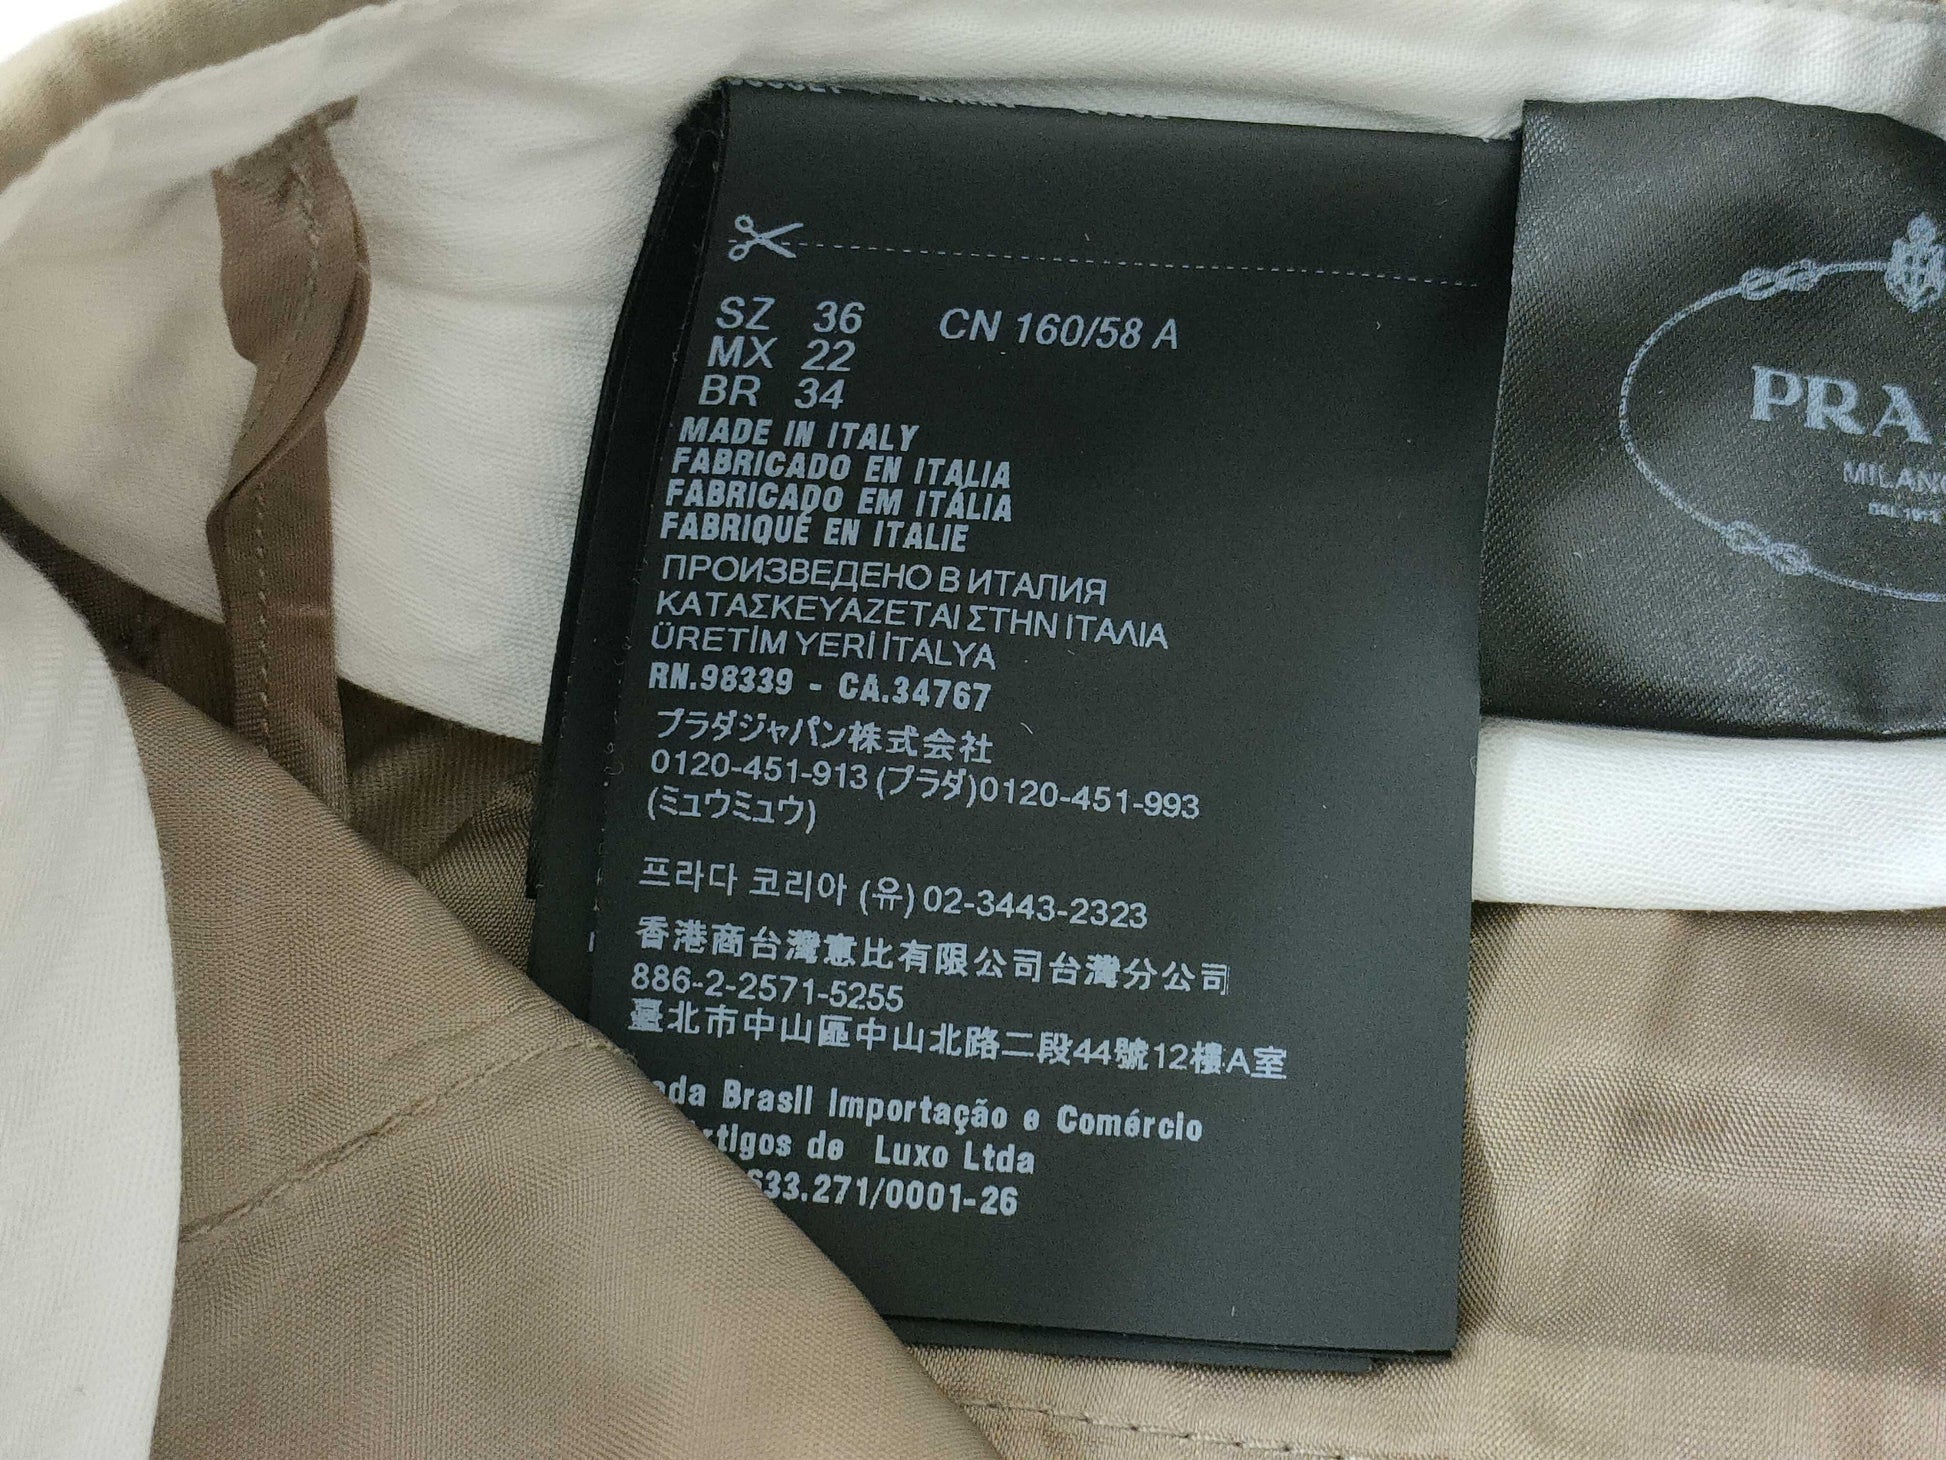 SZ 36 CN 160/58 A
MX 22
BR 34
MADE IN ITALY
FABRICADO EN ITALIA
FABRICADO EM ITÁLIA
FABRIQUÉ EN ITALIE
ПРОИЗВЕДЕНО В ИТАЛИЯ
ΚΑΤΑΣΚΕΥΑΖΕΤΑΙ ΣΤΗΝ ΙΤΑΛΙΑ
ÜRETİM YERİ İTALYA
RN.98339 - CA.34767
プラダジャパン株式会社
0120-451-913 (プラダ)0120-451-993
(ミュウミュウ)
프라다 코리아 (유) 02-3443-2323
香港商台灣意比有限公司台灣分公司
886-2-2571-5255
臺北市中山區中山北路二段44號12樓A室
Brasil Importação e Comércio
de Luxo Ltda
633.271/0001-26
PRA
MILANO
DAL 1913